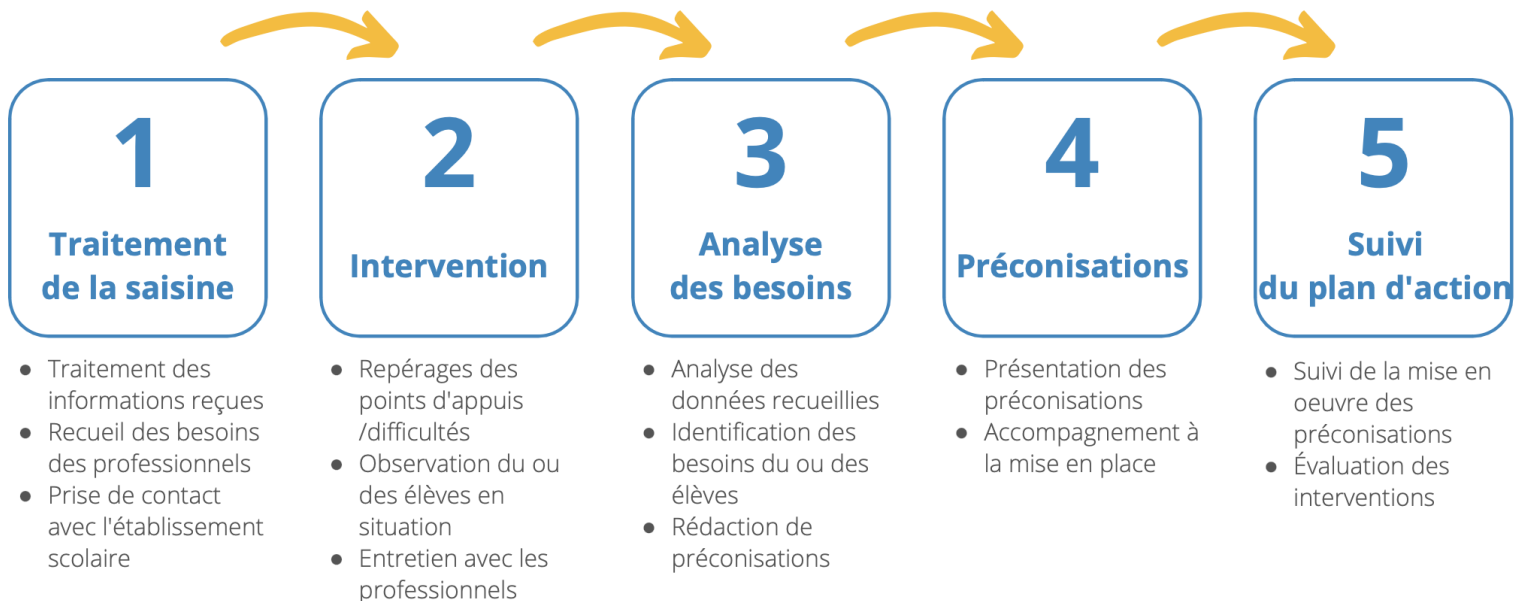 1
Traitement
de la saisine
● Traitement des
informations reçues
● Recueil des besoins
des professionnels
● Prise de contact
avec l'établissement
scolaire
2
Intervention
● Repérages des
points d'appuis
/difficultés
● Observation du ou
des élèves en
situation
● Entretien avec les
professionnels
3
Analyse
des besoins
● Analyse des
données recueillies
● Identification des
besoins du ou des
élèves
● Rédaction de
préconisations
4
Préconisations
● Présentation des
préconisations
● Accompagnement à
la mise en place
5
Suivi
du plan d'action
● Suivi de la mise en
oeuvre des
préconisations
● Évaluation des
interventions